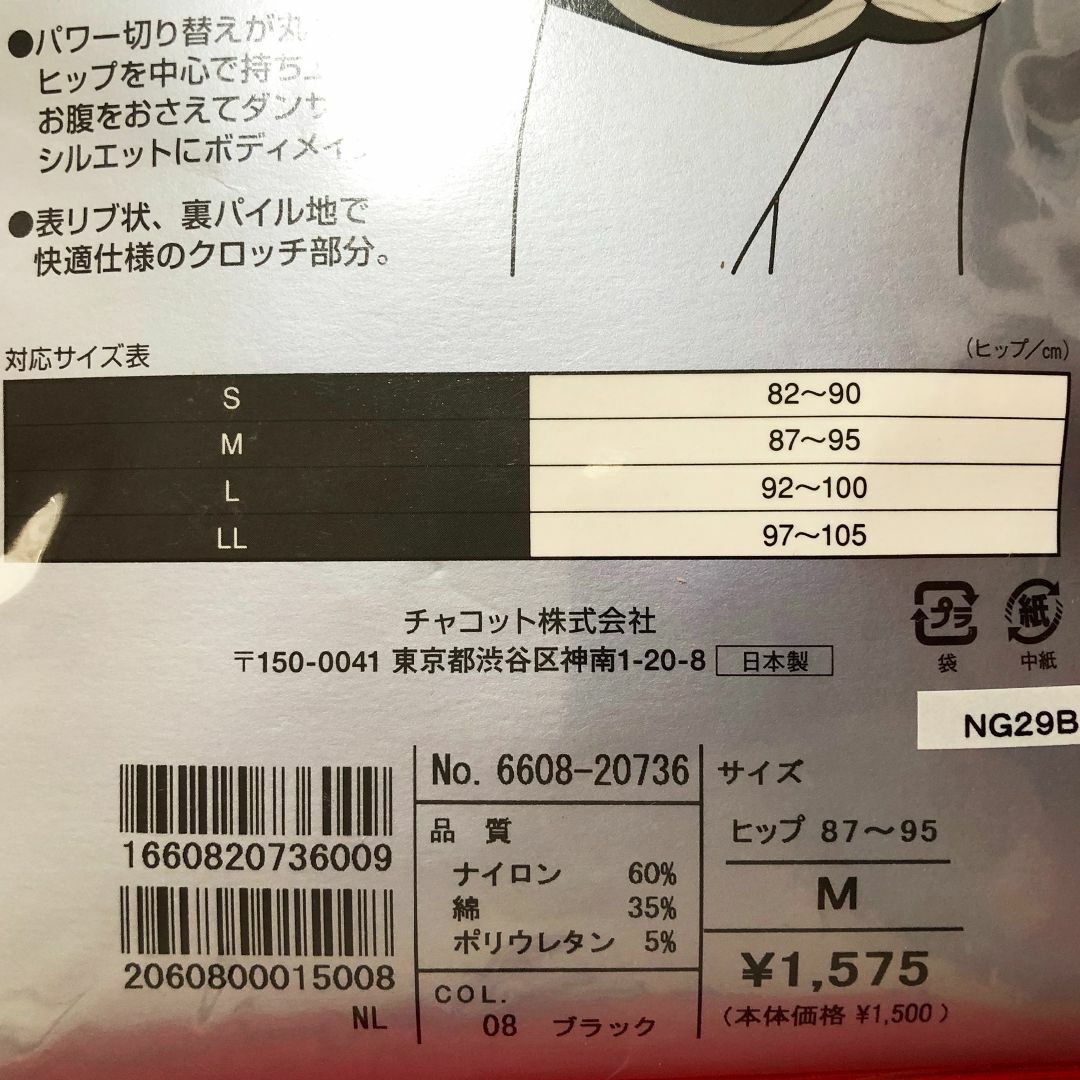 ●パワー切り替えが丸
ヒップを中心で持ち上
お腹をおさえてダンサ
シルエットにボディメイ
●表リブ状、裏パイル地で
快適仕様のクロッチ部分。
対応サイズ表
(ヒップ/cm)
S 82〜90
M 87〜95
L 92〜100
LL 97〜105
チャコット株式会社
〒150-0041 東京都渋谷区神南1-20-8 日本製
プラ
袋
紙
中紙
NG29B
1660820736009
2060800015008
NL
No. 6608-20736
品質
ナイロン 60%
綿 35%
ポリウレタン 5%
COL.
08 ブラック
サイズ
ヒップ 87〜95
M
¥1,575
(本体価格 ¥1,500)